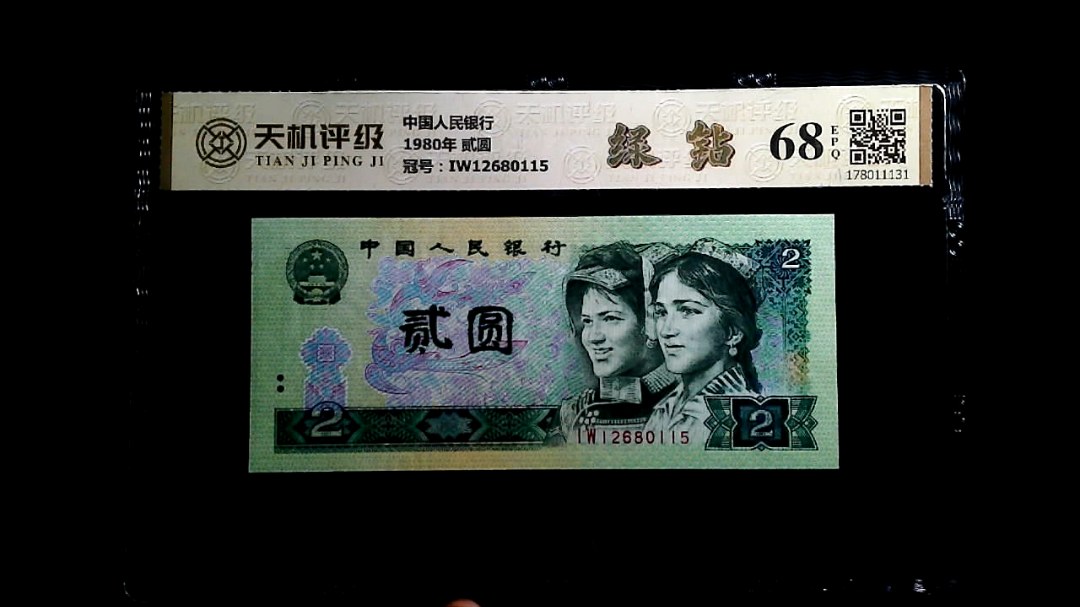 天机评级
TIAN JI PING JI
中国人民银行
1980年 贰圆
冠号：IW12680115
绿钻
68
EPQ
178011131
中国人民银行
2
贰圆
2
IW12680115
2